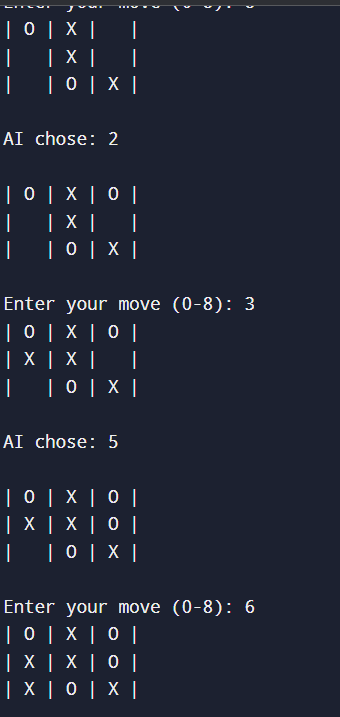 Enter your move (0-8): 8
| O | X |   |
|   | X |   |
|   | O | X |
AI chose: 2
| O | X | O |
|   | X |   |
|   | O | X |
Enter your move (0-8): 3
| O | X | O |
| X | X |   |
|   | O | X |
AI chose: 5
| O | X | O |
| X | X | O |
|   | O | X |
Enter your move (0-8): 6
| O | X | O |
| X | X | O |
| X | O | X |